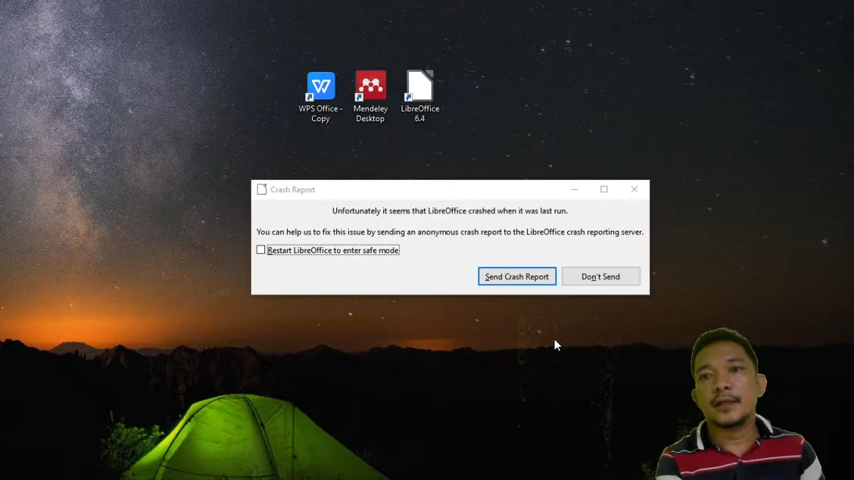 WPS Office -
Copy
Mendeley
Desktop
LibreOffice
6.4
Crash Report
Unfortunately it seems that LibreOffice crashed when it was last run.
You can help us to fix this issue by sending an anonymous crash report to the LibreOffice crash reporting server.
Restart LibreOffice to enter safe mode
Send Crash Report
Don't Send